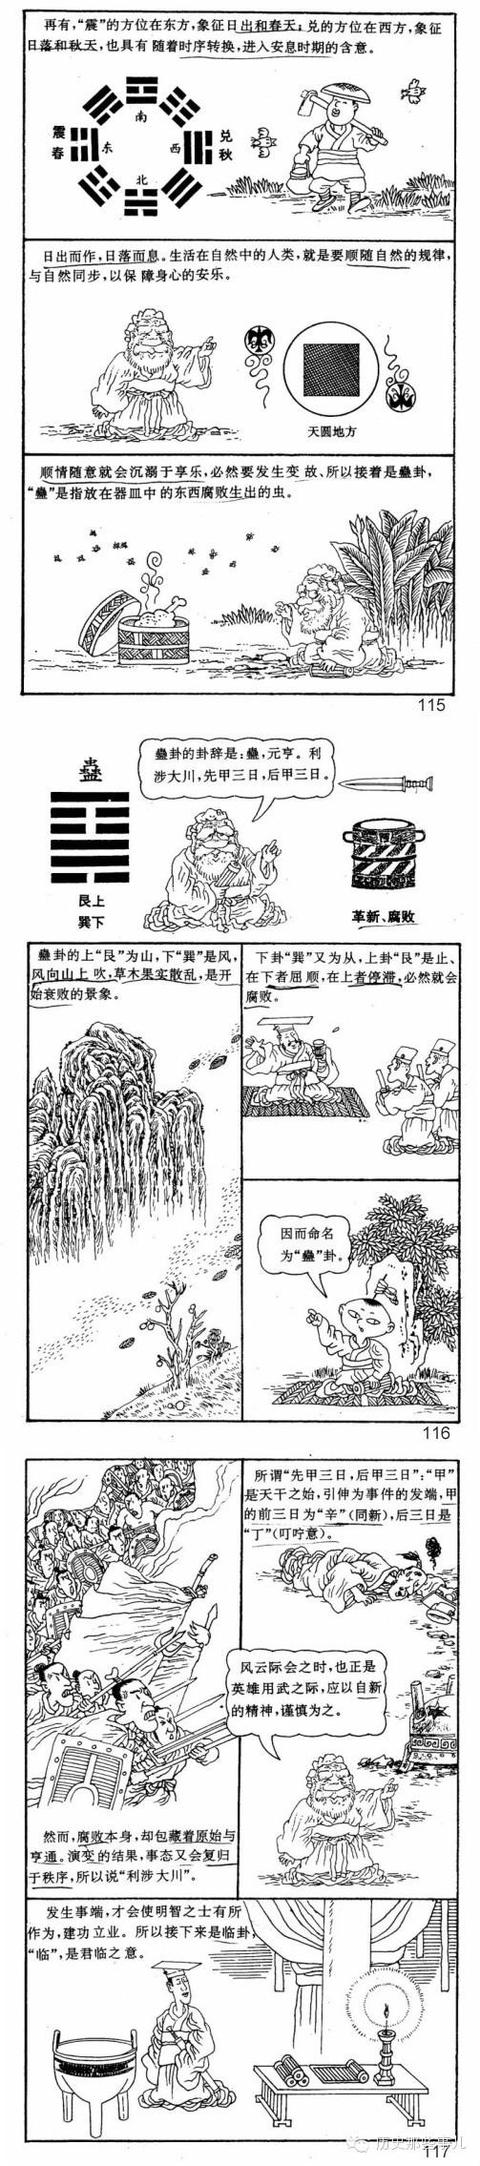 再有,“震”的方位在东方,象征日出和春天;兑的方位在西方,象征
日落和秋天,也具有 随着时序转换,进入安息时期的含意。
震
春
南
东
西
北
兑
秋
日出而作,日落而息。生活在自然中的人类,就是要顺随自然的规律,
与自然同步,以保 障身心的安乐。
天圆地方
顺情随意就会沉溺于享乐,必然要发生变 故、所以接着是蠱卦,
“蠱”是指放在器皿中 的东西腐败生出的虫。
115
蛊
蠱卦的卦辞是:蠱,元亨。利
涉大川,先甲三日,后甲三日。
艮上
巽下
革新、腐败
蠱卦的上“艮”为山,下“巽”是风,
风向山上 吹,草木果实散乱,是开
始衰败的景象。
下卦“巽”又为从,上卦“艮”是止、
在下者屈 顺,在上者停滞,必然就会
腐败。
因而命名
为“蠱”卦。
116
所谓“先甲三日,后甲三日”:“甲”
是天干之始,引伸为事件的发端,甲
的前三日为“辛”(同新),后三日是
“丁”(叮咛意)。
风云际会之时,也正是
英雄用武之际,应以自新
的精神,谨慎为之。
然而,腐败本身,却包藏着原始与
亨通。演变的结果,事态又会复归
于秩序,所以说“利涉大川”。
发生事端,才会使明智之士有所
作为,建功立业。所以接下来是临卦,
“临”,是君临之意。
历史那些事儿
117